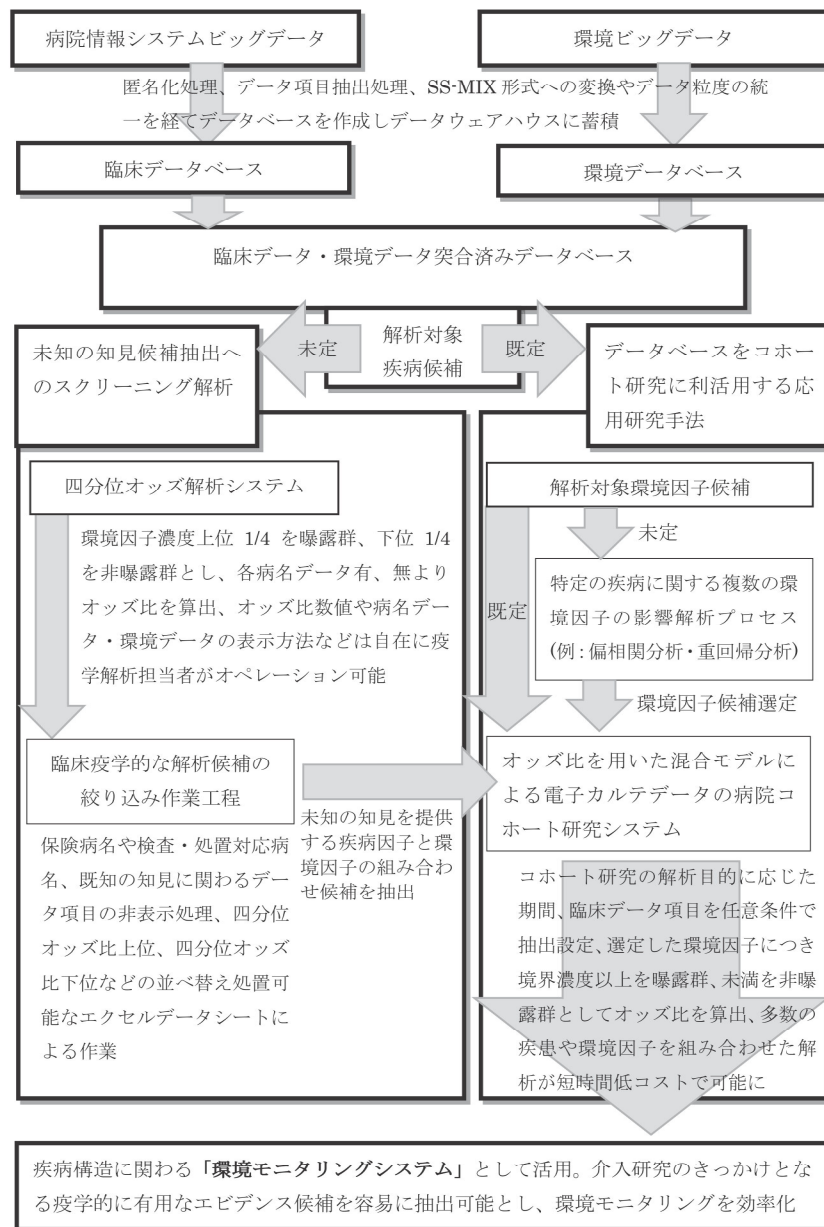 病院情報システムビッグデータ
環境ビッグデータ
匿名化処理、データ項目抽出処理、SS-MIX 形式への変換やデータ粒度の統
一を経てデータベースを作成しデータウェアハウスに蓄積
臨床データベース
環境データベース
臨床データ・環境データ突合済みデータベース
解析対象
疾病候補
未定
既定
未知の知見候補抽出へ
のスクリーニング解析
データベースをコホー
ト研究に利活用する応
用研究手法
四分位オッズ解析システム
環境因子濃度上位 1/4 を曝露群、下位 1/4
を非曝露群とし、各病名データ有、無より
オッズ比を算出、オッズ比数値や病名デー
タ・環境データの表示方法などは自在に疫
学解析担当者がオペレーション可能
臨床疫学的な解析候補の
絞り込み作業工程
保険病名や検査・処置対応病
名、既知の知見に関わるデー
タ項目の非表示処理、四分位
オッズ比上位、四分位オッズ
比下位などの並べ替え処置可
能なエクセルデータシートに
よる作業
未知の知見を提供
する疾病因子と環
境因子の組み合わ
せ候補を抽出
解析対象環境因子候補
未定
既定
特定の疾病に関する複数の環
境因子の影響解析プロセス
(例：偏相関分析・重回帰分析)
環境因子候補選定
オッズ比を用いた混合モデルに
よる電子カルテデータの病院コ
ホート研究システム
コホート研究の解析目的に応じた
期間、臨床データ項目を任意条件で
抽出設定、選定した環境因子につき
境界濃度以上を曝露群、未満を非曝
露群としてオッズ比を算出、多数の
疾患や環境因子を組み合わせた解
析が短時間低コストで可能に
疾病構造に関わる「環境モニタリングシステム」として活用。介入研究のきっかけとな
る疫学的に有用なエビデンス候補を容易に抽出可能とし、環境モニタリングを効率化